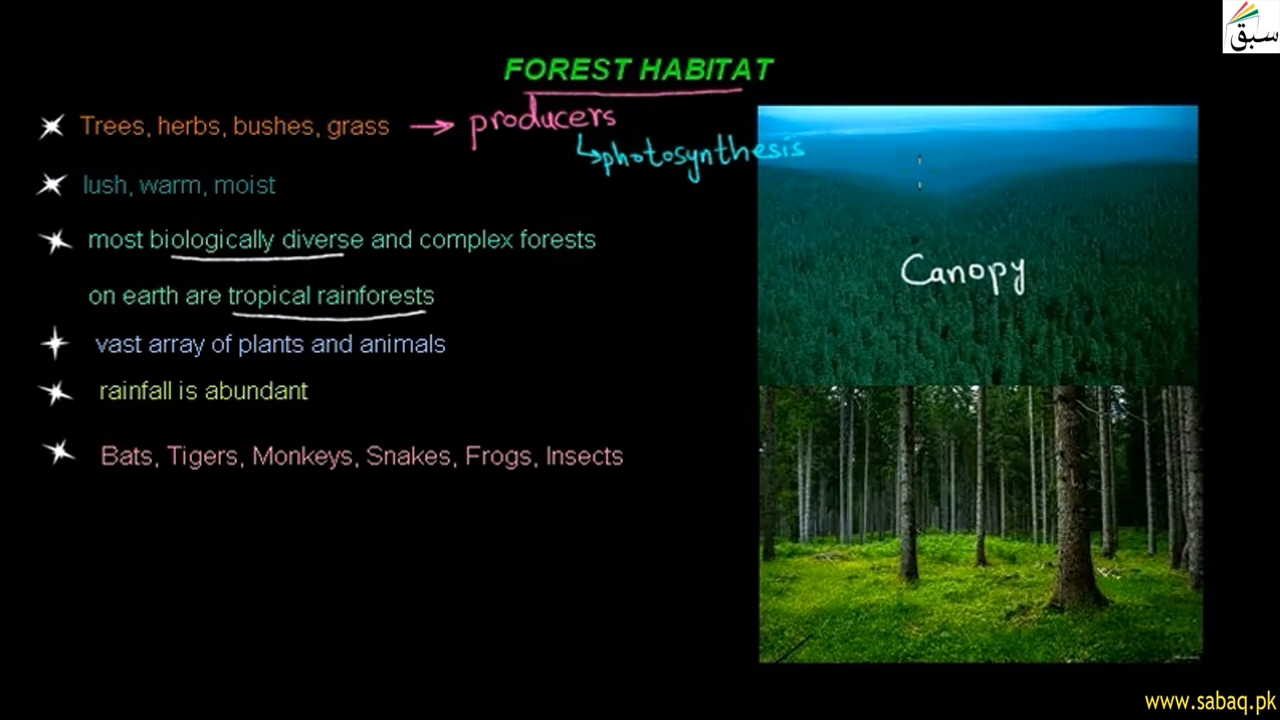 سبق
FOREST HABITAT
Trees, herbs, bushes, grass → producers
↳photosynthesis
lush, warm, moist
most biologically diverse and complex forests
on earth are tropical rainforests
vast array of plants and animals
rainfall is abundant
Bats, Tigers, Monkeys, Snakes, Frogs, Insects
Canopy
www.sabaq.pk